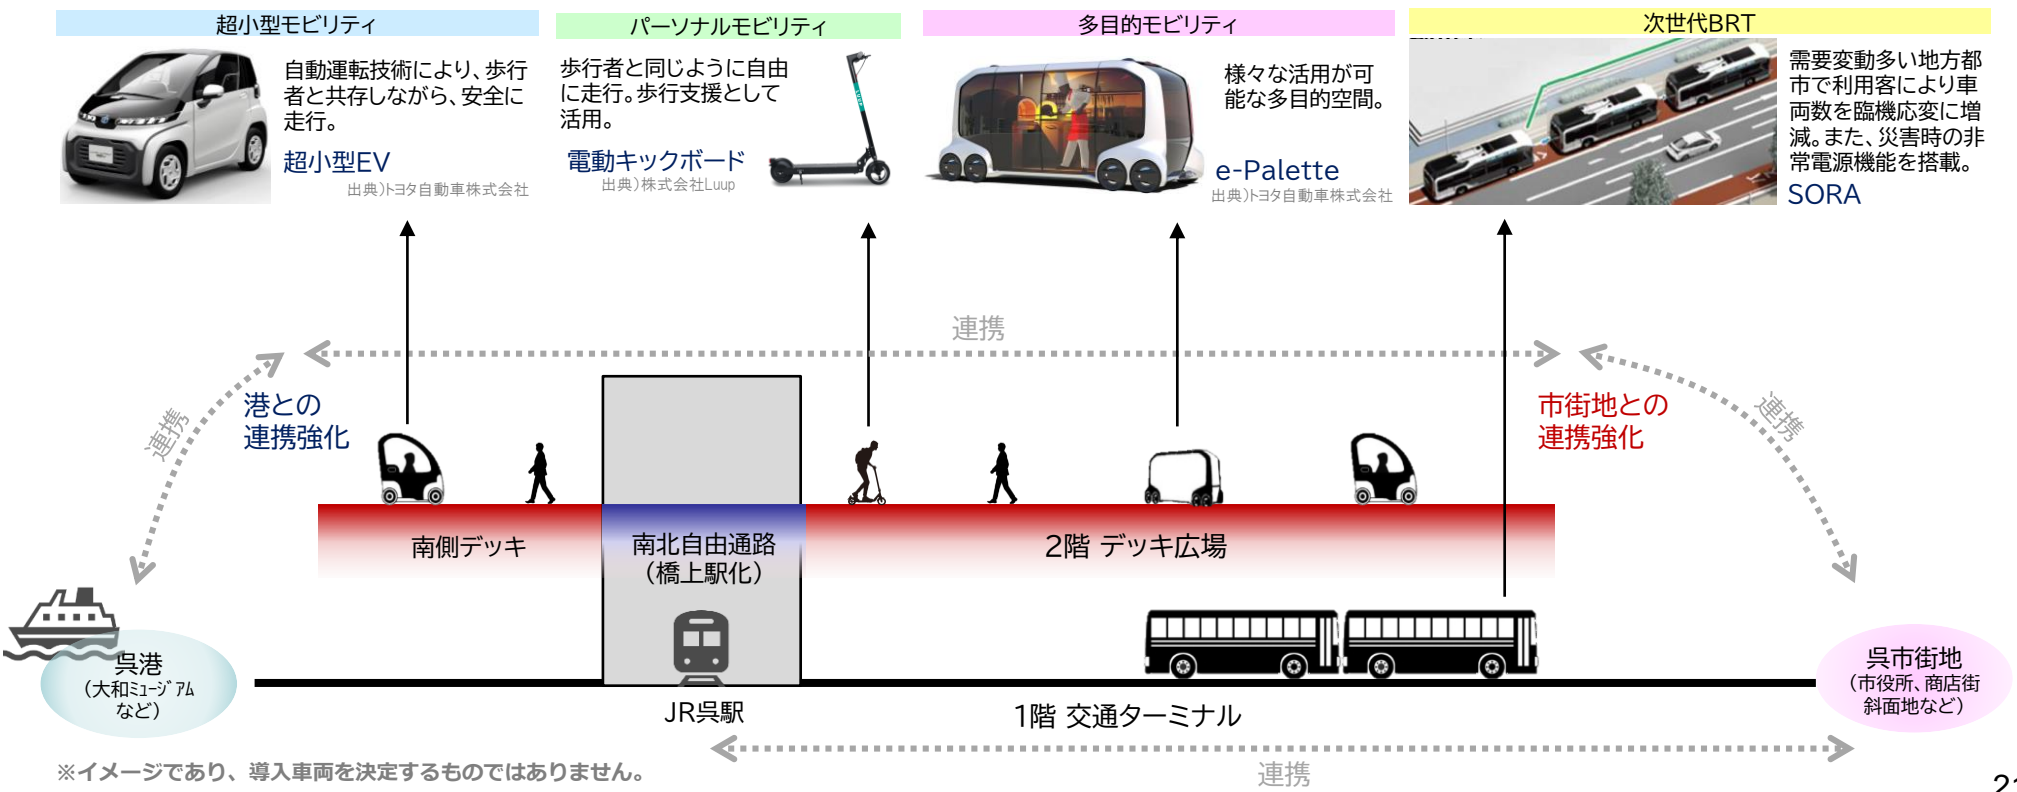 超小型モビリティ
自動運転技術により、歩行
者と共存しながら、安全に
走行。
超小型EV
出典)トヨタ自動車株式会社
パーソナルモビリティ
歩行者と同じように自由
に走行。歩行支援として
活用。
電動キックボード
出典)株式会社Luup
多目的モビリティ
様々な活用が可
能な多目的空間。
e-Palette
出典)トヨタ自動車株式会社
次世代BRT
需要変動多い地方都
市で利用客により車
両数を臨機応変に増
減。また、災害時の非
常電源機能を搭載。
SORA
連携
連携
港との
連携強化
市街地との
連携強化
連携
南側デッキ
南北自由通路
（橋上駅化）
2階 デッキ広場
呉港
（大和ﾐｭｰｼﾞｱﾑ
など）
JR呉駅
1階 交通ターミナル
呉市街地
（市役所、商店街
斜面地など）
連携
※イメージであり、導入車両を決定するものではありません。